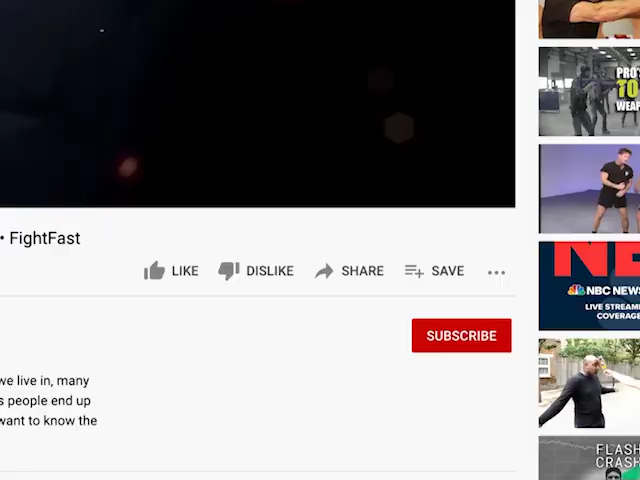 PRO'S
TO
WEAP
• FightFast
LIKE
DISLIKE
SHARE
SAVE
NBC NEWS
LIVE STREAM
COVERAGE
SUBSCRIBE
we live in, many
s people end up
want to know the
FLASH
CRASH